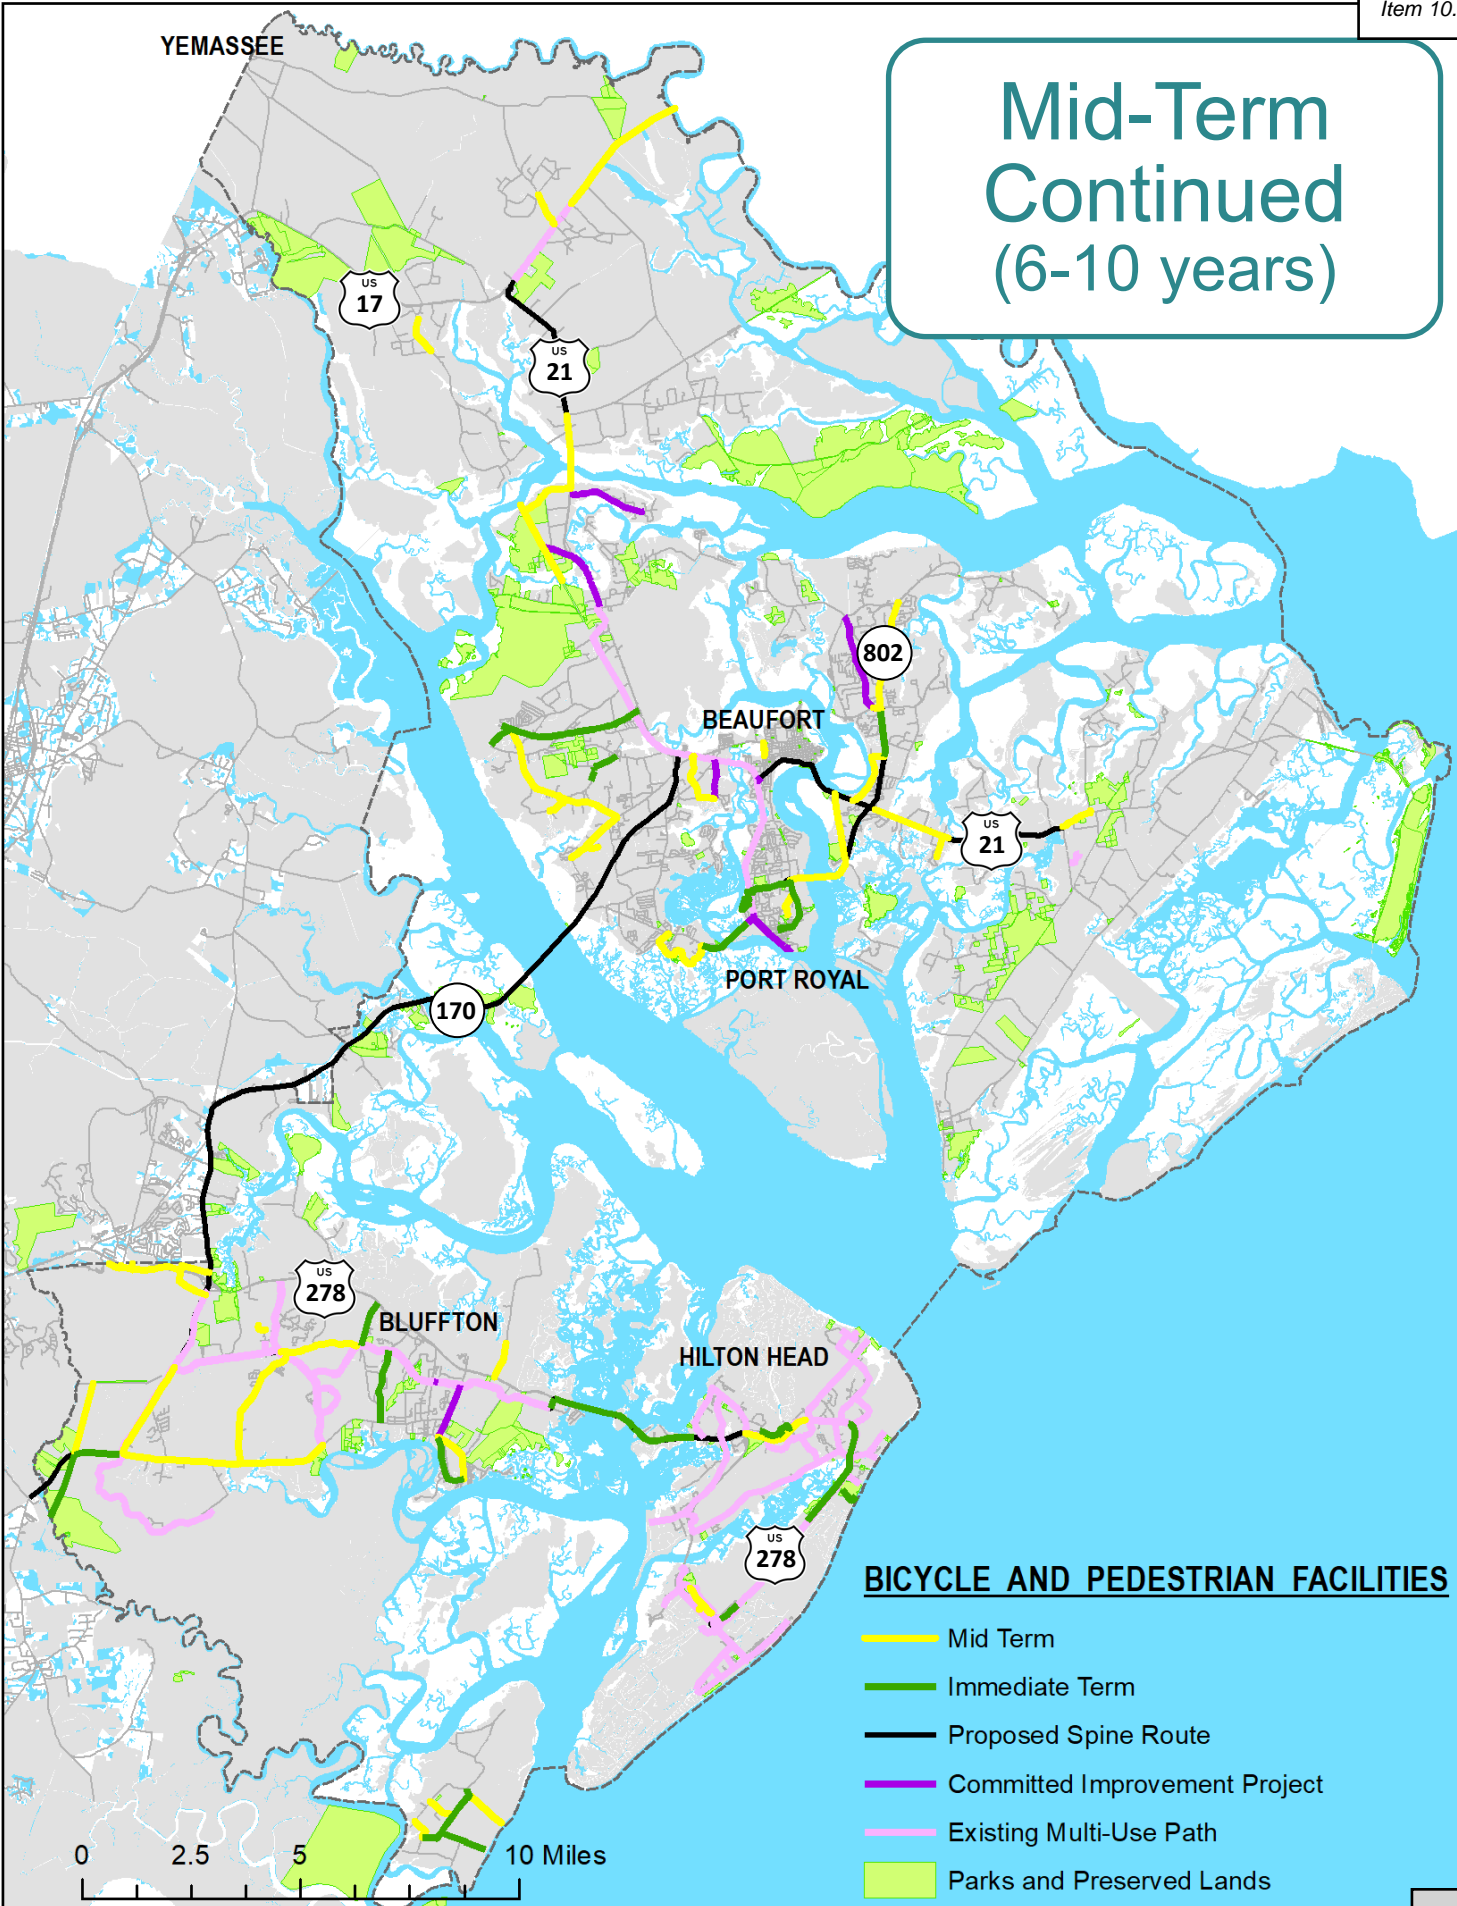 Item 10.
YEMASSEE
Mid-Term
Continued
(6-10 years)
US
17
US
21
802
BEAUFORT
US
21
PORT ROYAL
170
US
278
BLUFFTON
HILTON HEAD
US
278
BICYCLE AND PEDESTRIAN FACILITIES
Mid Term
Immediate Term
Proposed Spine Route
Committed Improvement Project
Existing Multi-Use Path
Parks and Preserved Lands
0 2.5 5 10 Miles